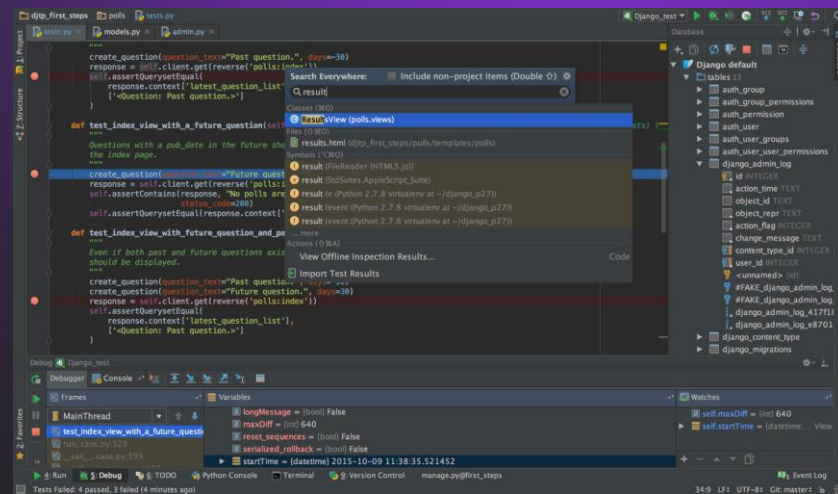 djtp_first_steps polls tests.py
Django_test
tests.py models.py admin.py
Database
1: Project
Z: Structure
2: Favorites
"""
create_question(question_text="Past question.", days=-30)
response = self.client.get(reverse('polls:index'))
self.assertQuerysetEqual(
response.context['latest_question_list'
['<Question: Past question.>']
)
def test_index_view_with_a_future_question(sel
"""
Questions with a pub_date in the future sho
the index page.
"""
create_question(question_text="Future quest
response = self.client.get(reverse('polls:i
self.assertContains(response, "No polls are
status_code=200)
self.assertQuerysetEqual(response.context['
def test_index_view_with_future_question_and_pa
"""
Even if both past and future questions exis
should be displayed.
"""
create_question(question_text="Past question.", days=-30)
create_question(question_text="Future question.", days=30)
response = self.client.get(reverse('polls:index'))
self.assertQuerysetEqual(
response.context['latest_question_list'],
['<Question: Past question.>']
)
Search Everywhere: Include non-project items (Double ⇧)
result
Classes (⌘O)
ResultsView (polls.views)
Files (⇧⌘O)
results.html (djtp_first_steps/polls/templates/polls)
Symbols (⌥⌘O)
result (FileReader (HTML5.js))
result (StdSuites.AppleScript_Suite)
result (e (Python 2.7.8 virtualenv at ~/django_p27))
result (event (Python 2.7.8 virtualenv at ~/django_p27))
result (event (Python 2.7.8 virtualenv at ~/django_p27))
... more
Actions (⇧⌘A)
View Offline Inspection Results... Code
Import Test Results
Django default
tables 13
auth_group
auth_group_permissions
auth_permission
auth_user
auth_user_groups
auth_user_user_permissions
django_admin_log
id INTEGER
action_time TEXT
object_id TEXT
object_repr TEXT
action_flag INTEGER
change_message TEXT
content_type_id INTEGER
user_id INTEGER
<unnamed> (id)
#FAKE_django_admin_log_
#FAKE_django_admin_log_
django_admin_log_417f1
django_admin_log_e8701
django_content_type
django_migrations
Debug Django_test
Debugger Console
Frames
MainThread
test_index_view_with_a_future_questi
run, case.py:329
__call__, case.py:393
Variables
longMessage = {bool} False
maxDiff = {int} 640
reset_sequences = {bool} False
serialized_rollback = {bool} False
startTime = {datetime} 2015-10-09 11:38:35.521452
Watches
self.maxDiff = {int} 640
self.startTime = {datetime... View
4: Run 5: Debug 6: TODO Python Console Terminal 9: Version Control manage.py@first_steps Event Log
Tests Failed: 4 passed, 3 failed (4 minutes ago) 34:9 LF÷ UTF-8÷ Git: master÷